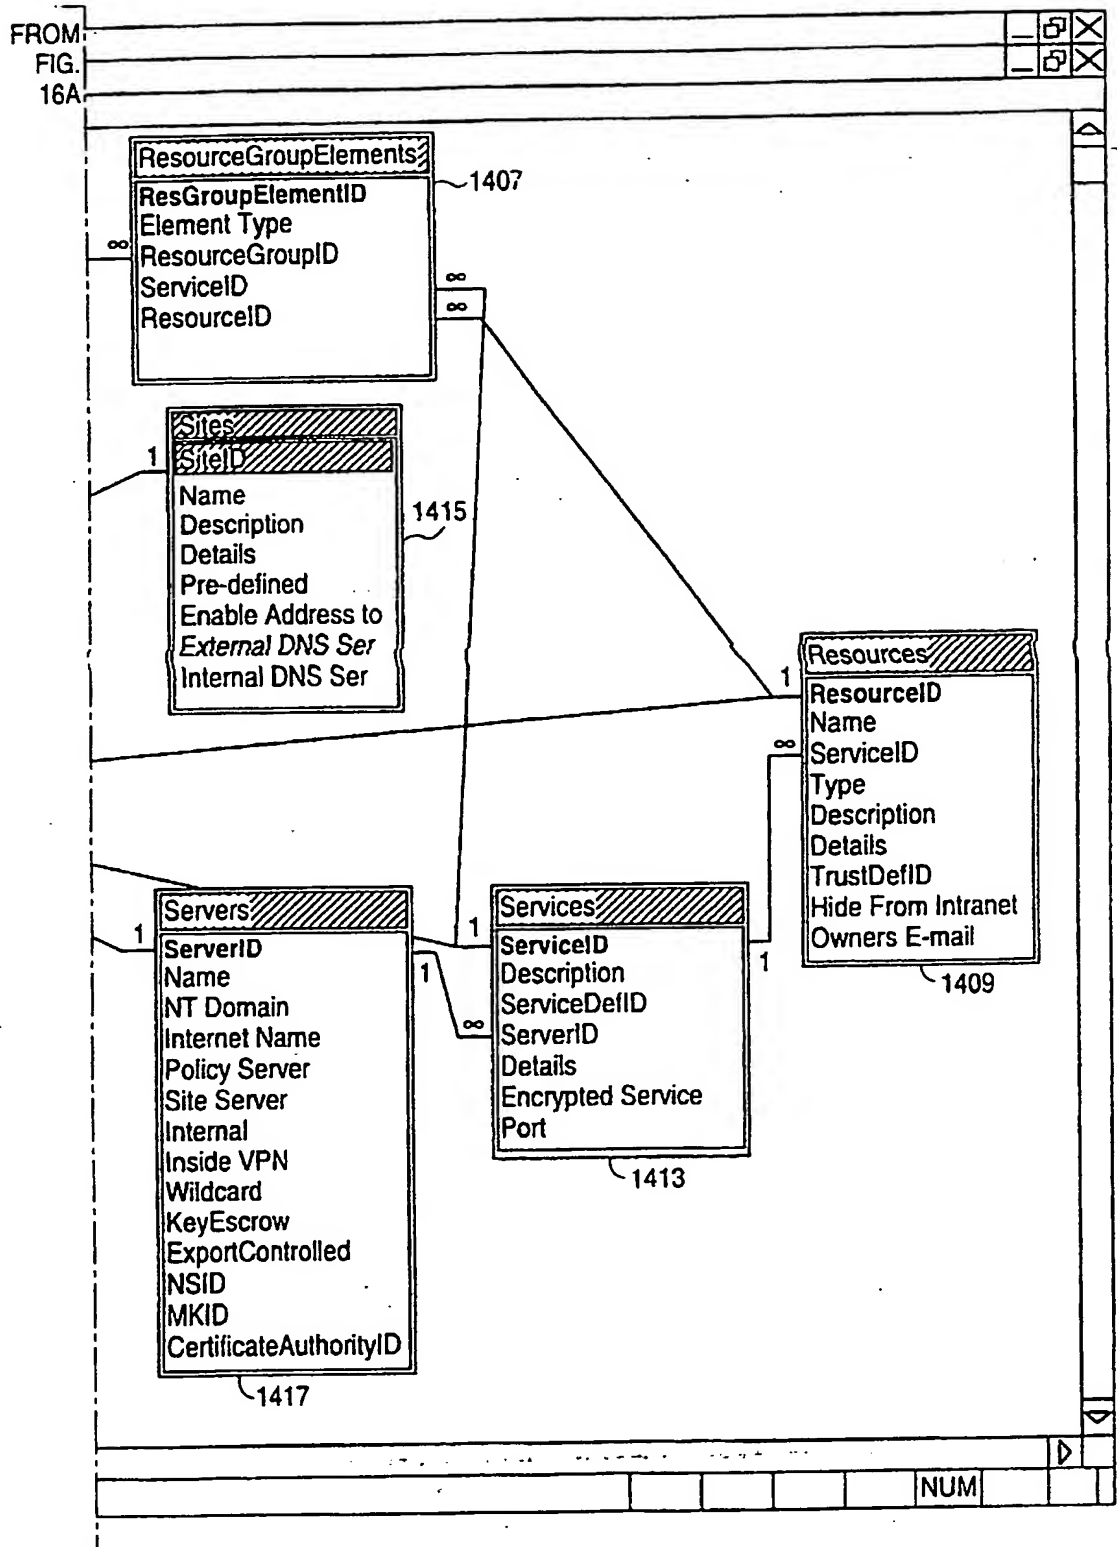 FROM
FIG.
16A
ResourceGroupElements
1407
ResGroupElementID
Element Type
∞
ResourceGroupID
∞
ServiceID
∞
ResourceID
Sites
1
SiteID
Name
1415
Description
Details
Pre-defined
Enable Address to
External DNS Ser
Internal DNS Ser
Resources
1
ResourceID
Name
∞
ServiceID
Type
Description
Details
TrustDefID
Hide From Intranet
Owners E-mail
1409
Servers
1
ServerID
Name
NT Domain
Internet Name
Policy Server
Site Server
Internal
Inside VPN
Wildcard
KeyEscrow
ExportControlled
NSID
MKID
CertificateAuthorityID
1417
Services
1
ServiceID
1
1
Description
ServiceDefID
∞
ServerID
Details
Encrypted Service
Port
1413
NUM